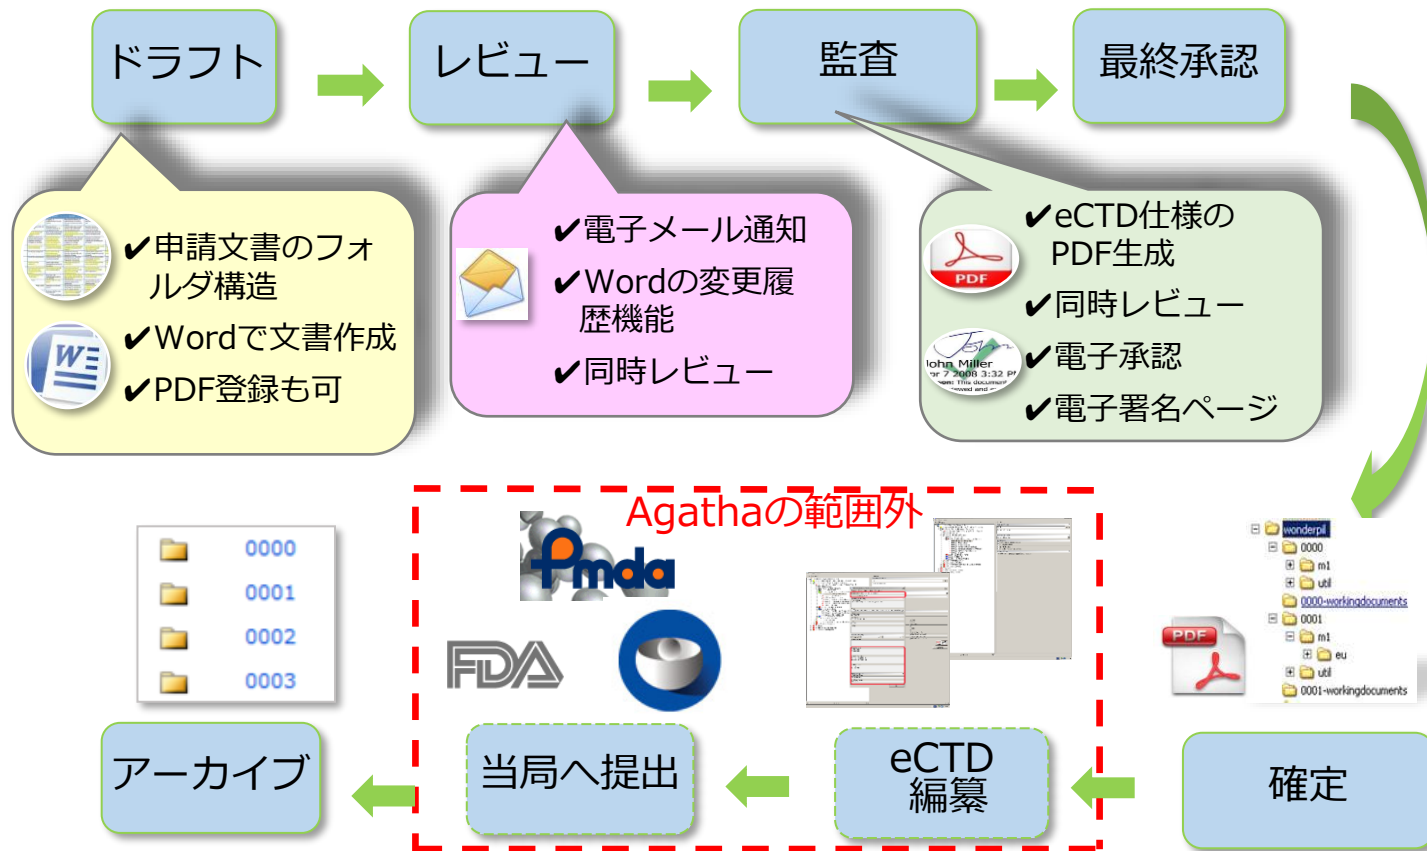 ドラフト
レビュー
監査
最終承認
✔申請文書のフォ
ルダ構造
✔Wordで文書作成
✔PDF登録も可
✔電子メール通知
✔Wordの変更履
歴機能
✔同時レビュー
PDF
John Miller
✔eCTD仕様の
PDF生成
✔同時レビュー
✔電子承認
✔電子署名ページ
Agathaの範囲外
0000
0001
0002
0003
Pmda
FDA
PDF
wonderpil
0000
m1
util
0000-workingdocuments
0001
m1
eu
util
0001-workingdocuments
アーカイブ
当局へ提出
eCTD
編纂
確定